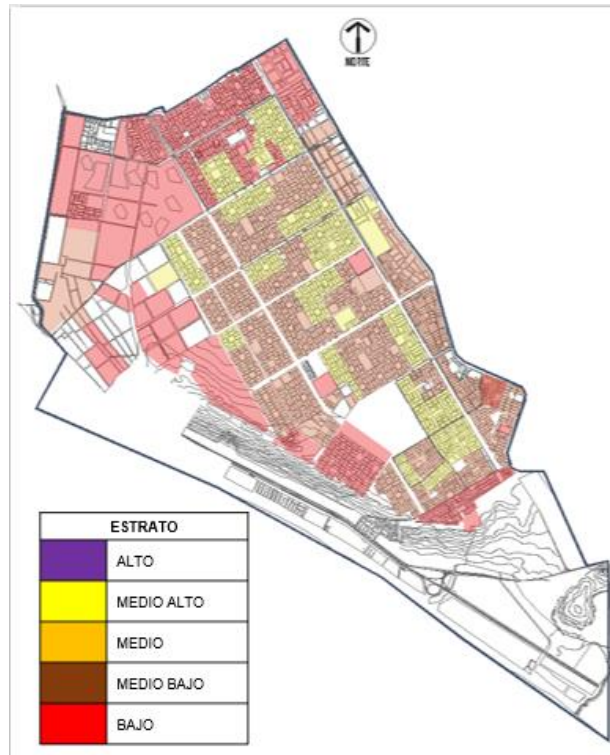 NORTE
ESTRATO
ALTO
MEDIO ALTO
MEDIO
MEDIO BAJO
BAJO